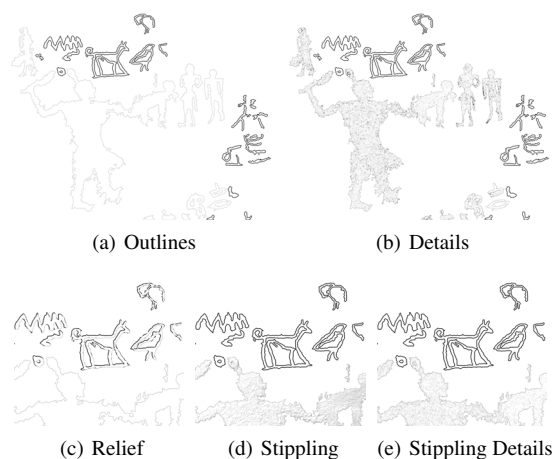 (a) Outlines
(b) Details
(c) Relief
(d) Stippling
(e) Stippling Details